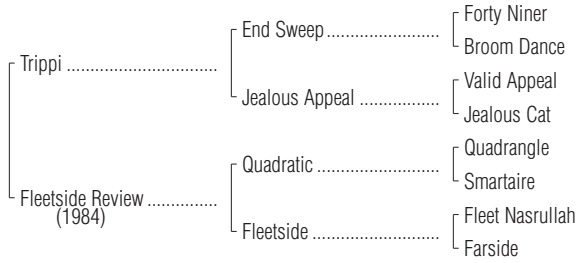 Forty Niner
End Sweep
Broom Dance
Trippi
Valid Appeal
Jealous Appeal
Jealous Cat
Quadrangle
Quadratic
Smartaire
Fleetside Review
(1984)
Fleet Nasrullah
Fleetside
Farside